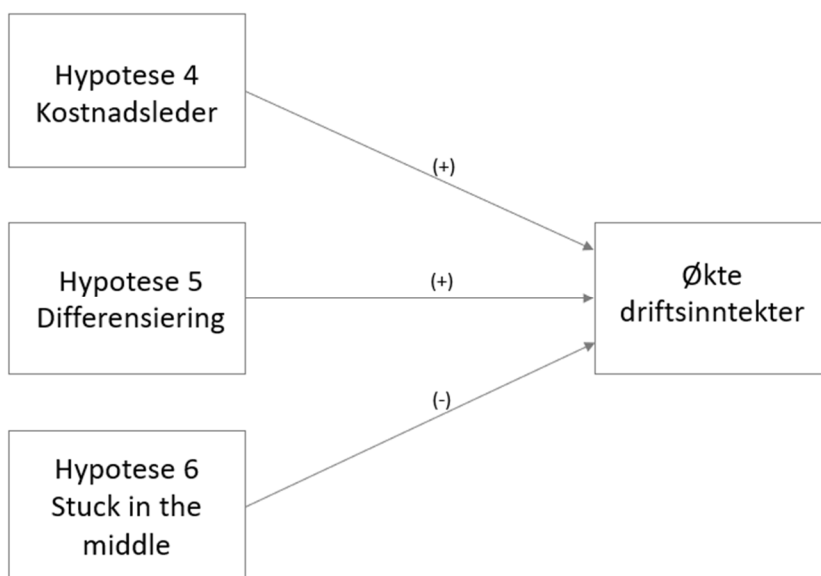 Hypotese 4
Kostnadsleder
(+)
Hypotese 5
Differensiering
(+)
Økte
driftsinntekter
(-)
Hypotese 6
Stuck in the
middle